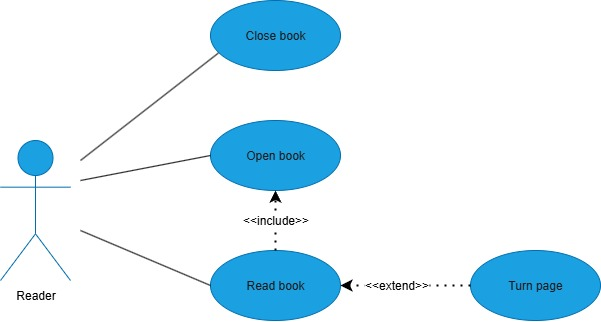 Close book
Open book
<<include>>
Read book
<<extend>>
Turn page
Reader